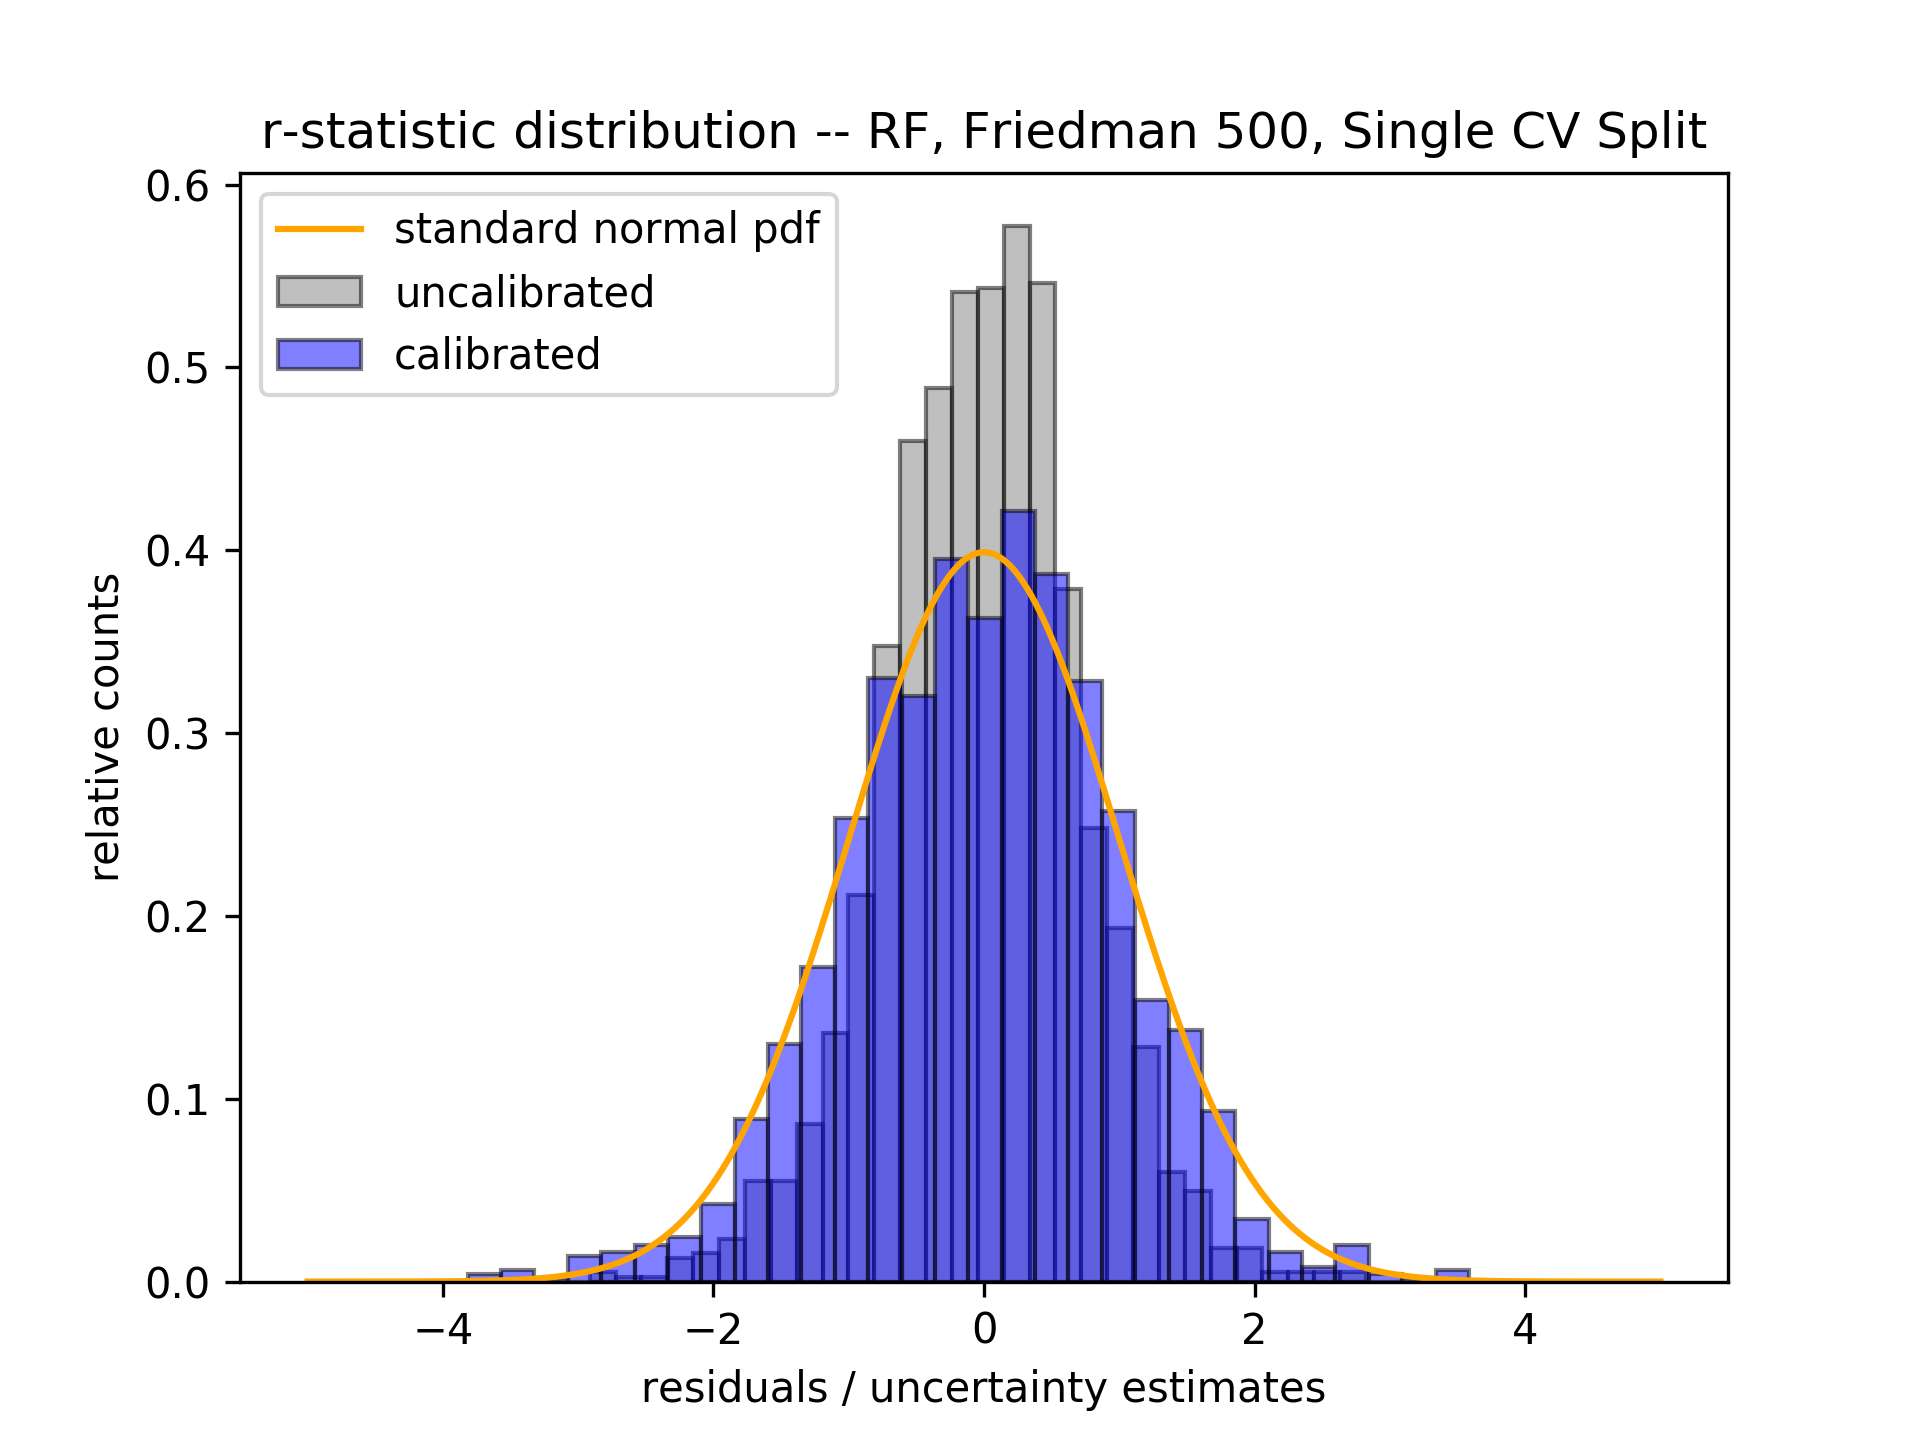 r-statistic distribution -- RF, Friedman 500, Single CV Split
standard normal pdf
uncalibrated
calibrated
relative counts
0.6
0.5
0.4
0.3
0.2
0.1
0.0
−4 −2 0 2 4
residuals / uncertainty estimates